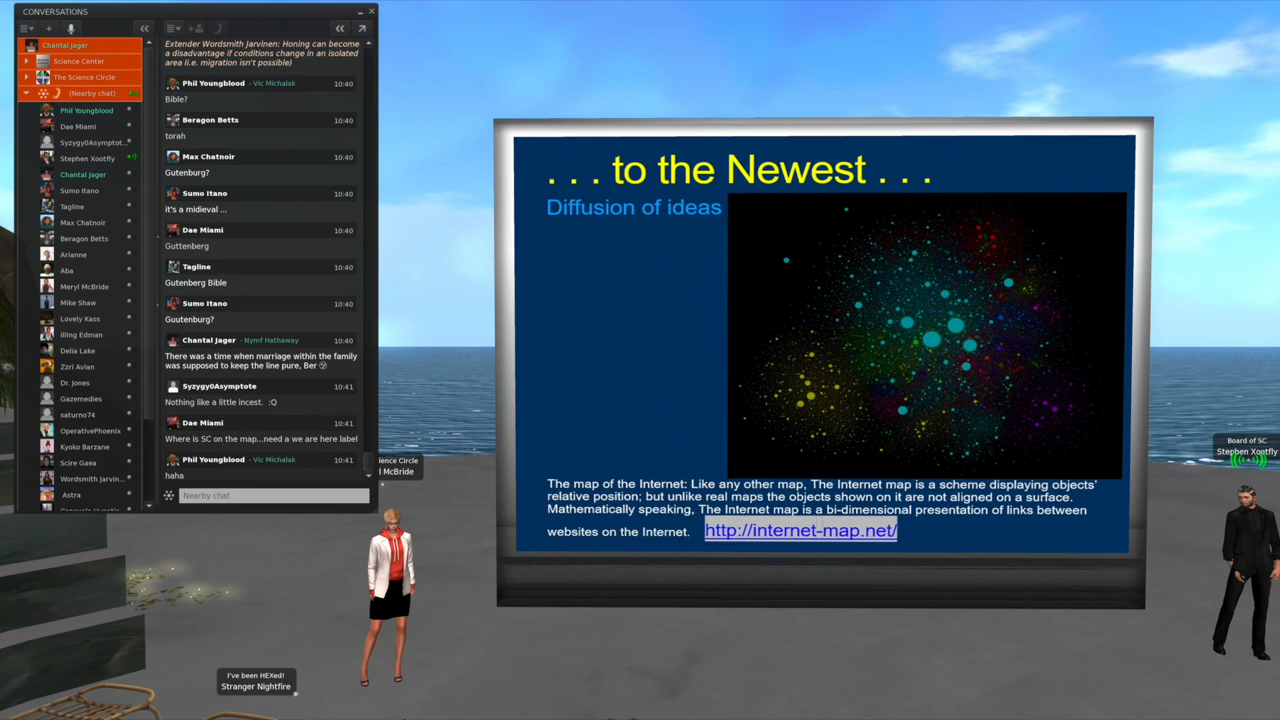 CONVERSATIONS
Chantal Jager
Science Center
The Science Circle
(Nearby chat)
Phil Youngblood
Dae Miami
Syzygy0Asymptot...
Stephen Xootfly
Chantal Jager
Sumo Itano
Tagline
Max Chatnoir
Beragon Betts
Arianne
Aba
Meryl McBride
Mike Shaw
Lovely Kass
Illing Edman
Delia Lake
Zzri Avian
Dr. Jones
Gazemedies
saturno74
OperativePhoenix
Kyoko Barzane
Scire Gaea
Wordsmith Jarvin...
Astra
Extender Wordsmith Jarvinen: Honing can become
a disadvantage if conditions change in an isolated
area Ii.e. migration isn't possible)
Phil Youngblood - Vic Michalak 10:40
Bible?
Beragon Betts 10:40
torah
Max Chatnoir 10:40
Gutenburg?
Sumo Itano 10:40
it's a midieval ...
Dae Miami 10:40
Guttenberg
Tagline 10:40
Gutenberg Bible
Sumo Itano 10:40
Guutenburg?
Chantal Jager - Nymf Hathaway 10:40
There was a time when marriage within the family
was supposed to keep the line pure, Ber
Syzygy0Asymptote 10:41
Nothing like a little incest. :Q
Dae Miami 10:41
Where is SC on the map...need a we are here label
Phil Youngblood - Vic Michalak 10:41
haha
Nearby chat
. . . to the Newest . . .
Diffusion of ideas
The map of the Internet: Like any other map, The Internet map is a scheme displaying objects'
relative position; but unlike real maps the objects shown on it are not aligned on a surface.
Mathematically speaking, The Internet map is a bi-dimensional presentation of links between
websites on the Internet. http://internet-map.net/
ience Circle
l McBride
Board of SC
Stephen Xootfly
I've been HEXed!
Stranger Nightfire